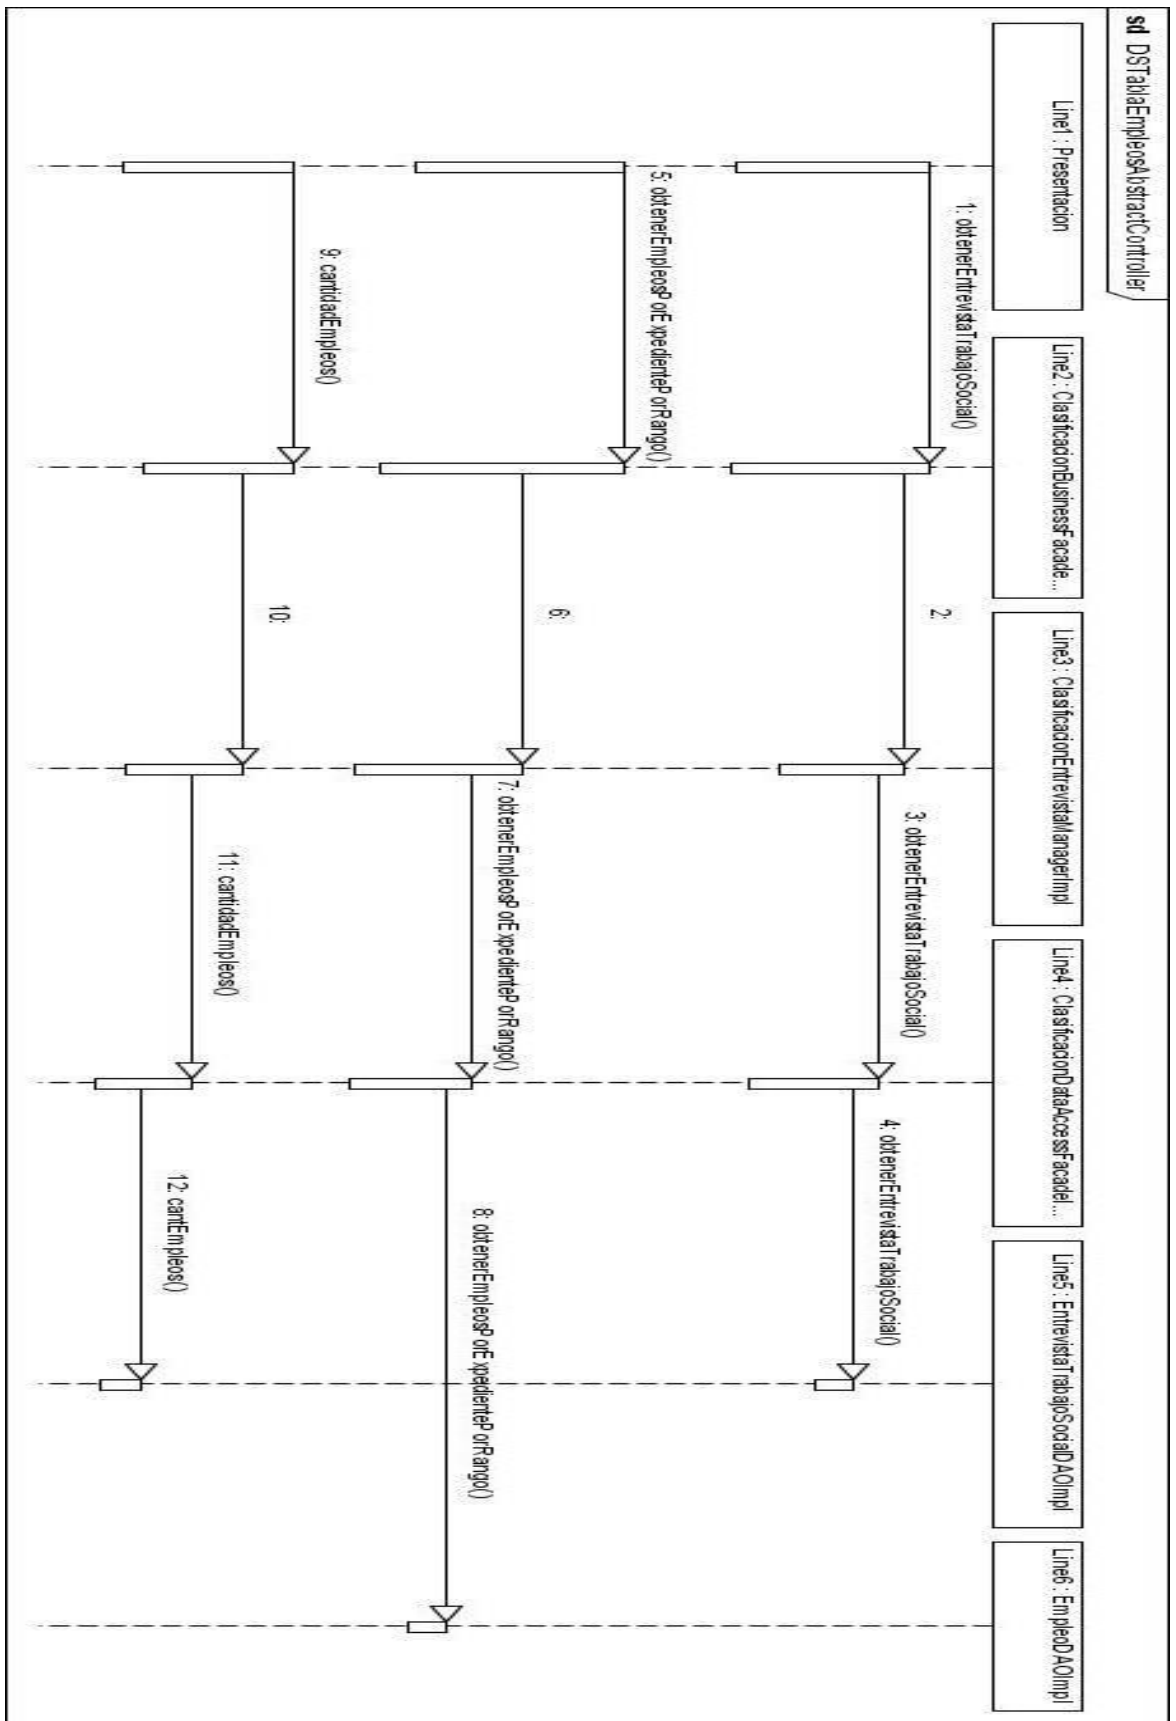 sd DSTablaEmpleosAbstractController
Line1 : Presentacion
Line2 : ClasificacionBusinessFacade...
Line3 : ClasificacionEntrevistaManagerImpl
Line4 : ClasificacionDataAccessFacadeI...
Line5 : EntrevistaTrabajoSocialDAOImpl
Line6 : EmpleoDAOImpl
1: obtenerEntrevistaTrabajoSocial()
2:
3: obtenerEntrevistaTrabajoSocial()
4: obtenerEntrevistaTrabajoSocial()
5: obtenerEmpleosPorExpedientePorRango()
6:
7: obtenerEmpleosPorExpedientePorRango()
8: obtenerEmpleosPorExpedientePorRango()
9: cantidadEmpleos()
10:
11: cantidadEmpleos()
12: cantEmpleos()